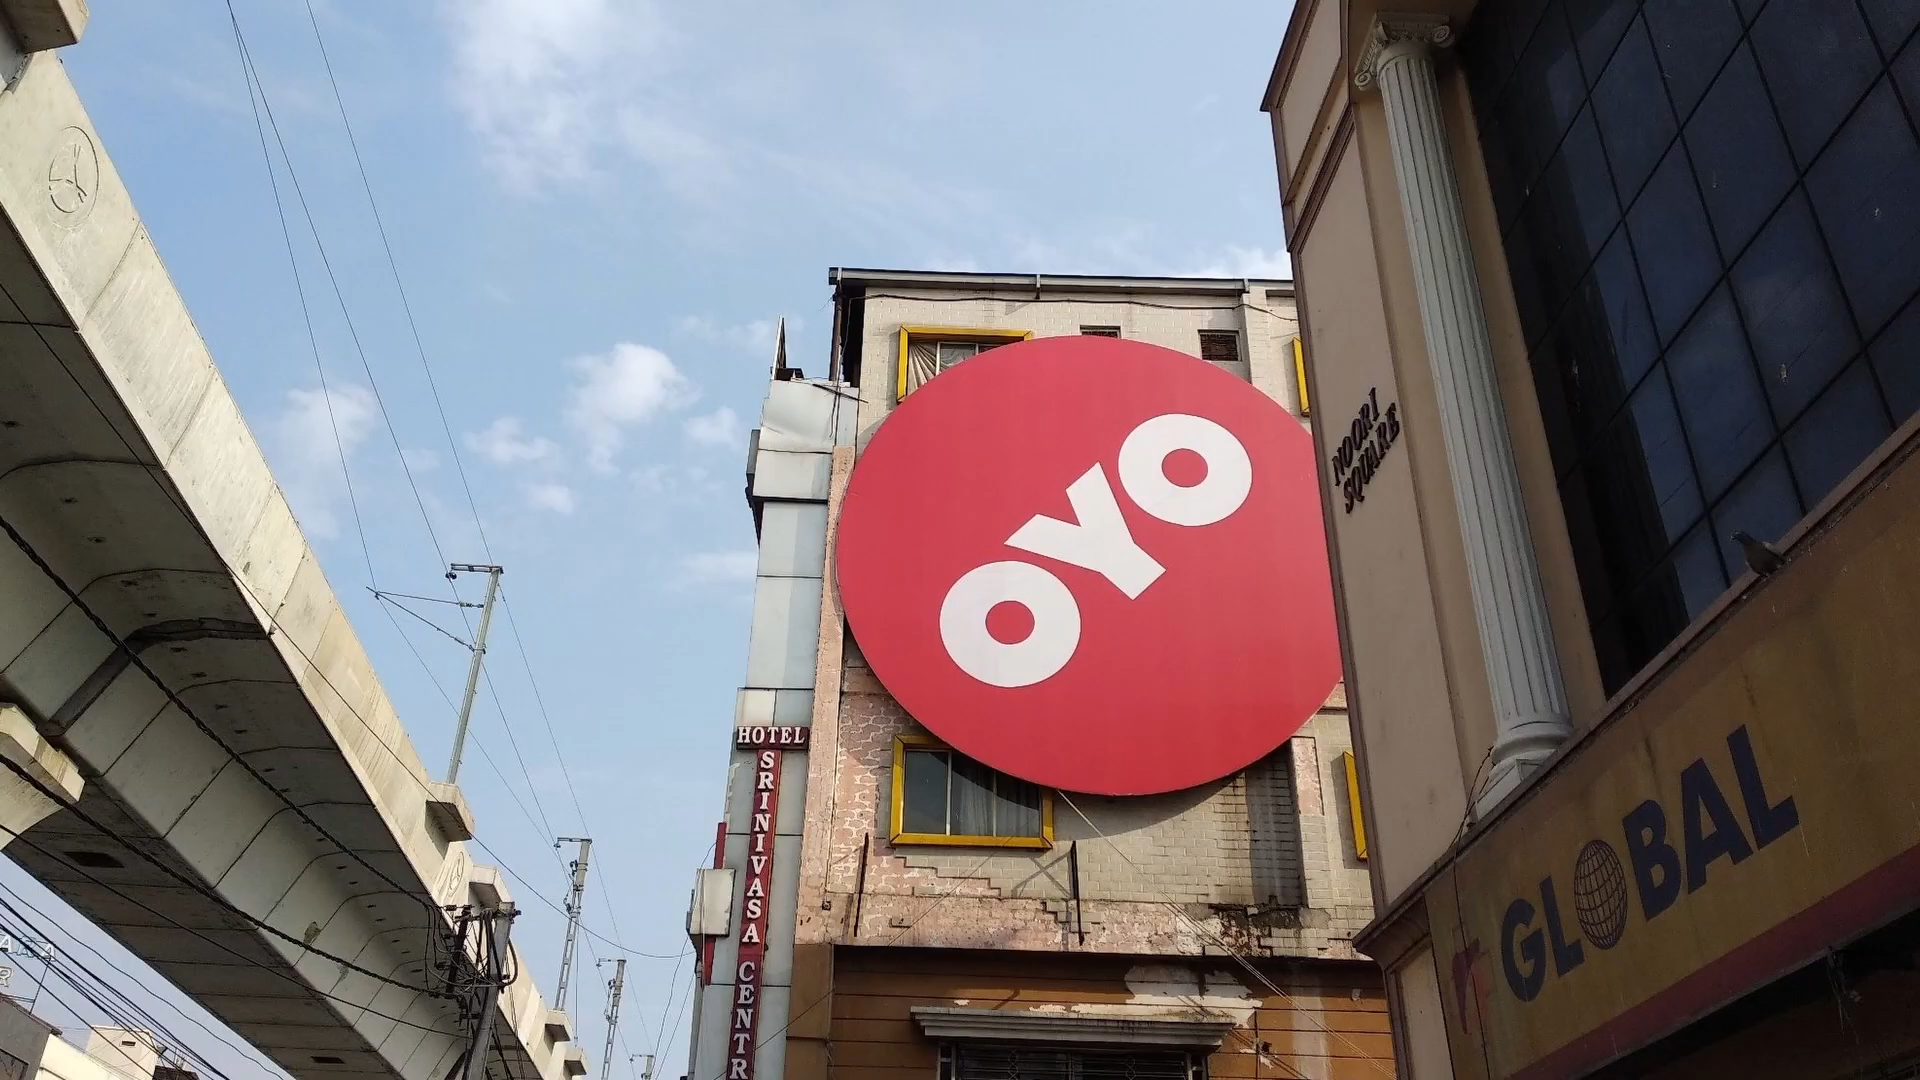 OYO
NOORI
SQUARE
HOTEL
SRINIVASA CENTR
GLOBAL